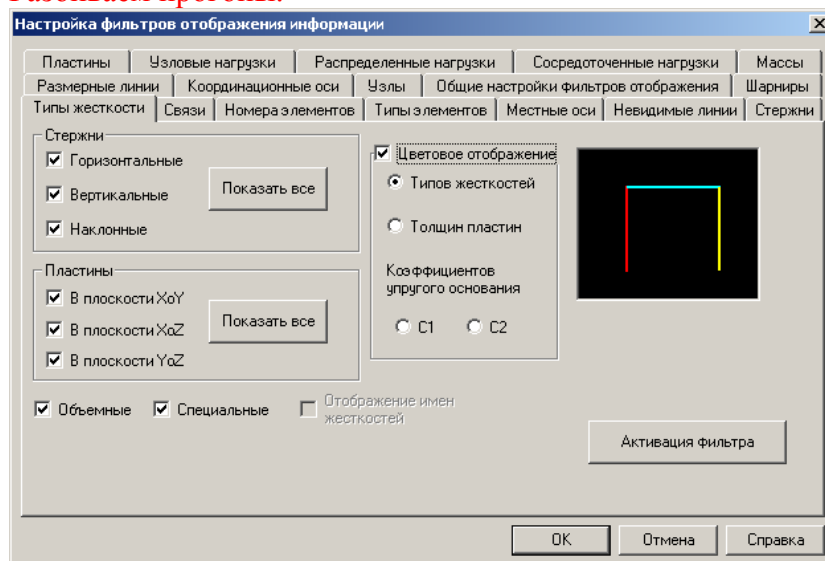 Разбиваем прогоны.
Настройка фильтров отображения информации
Пластины
Узловые нагрузки
Распределенные нагрузки
Сосредоточенные нагрузки
Массы
Размерные линии
Координационные оси
Узлы
Общие настройки фильтров отображения
Шарниры
Типы жесткости
Связи
Номера элементов
Типы элементов
Местные оси
Невидимые линии
Стержни
Стержни
Горизонтальные
Вертикальные
Наклонные
Показать все
Пластины
В плоскости XoY
В плоскости XoZ
В плоскости YoZ
Показать все
Цветовое отображение
Типов жесткостей
Толщин пластин
Коэффициентов
упругого основания
C1
C2
Объемные
Специальные
Отображение имен
жесткостей
Активация фильтра
OK
Отмена
Справка